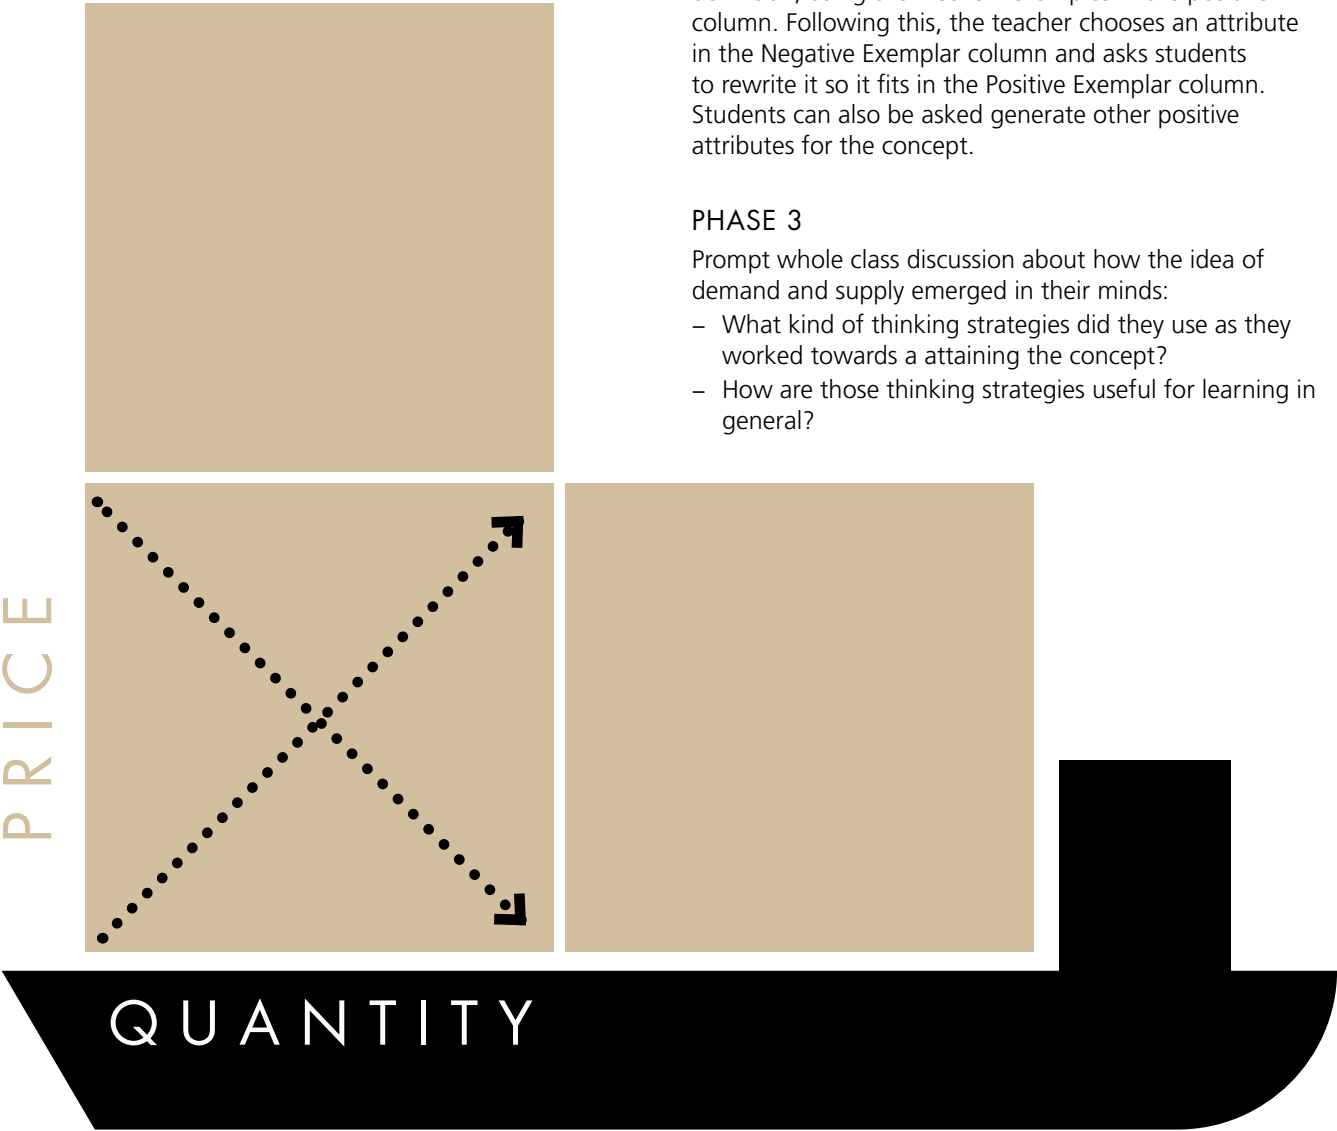 column. Following this, the teacher chooses an attribute
in the Negative Exemplar column and asks students
to rewrite it so it fits in the Positive Exemplar column.
Students can also be asked generate other positive
attributes for the concept.
PHASE 3
Prompt whole class discussion about how the idea of
demand and supply emerged in their minds:
– What kind of thinking strategies did they use as they
worked towards a attaining the concept?
– How are those thinking strategies useful for learning in
general?
PRICE
QUANTITY